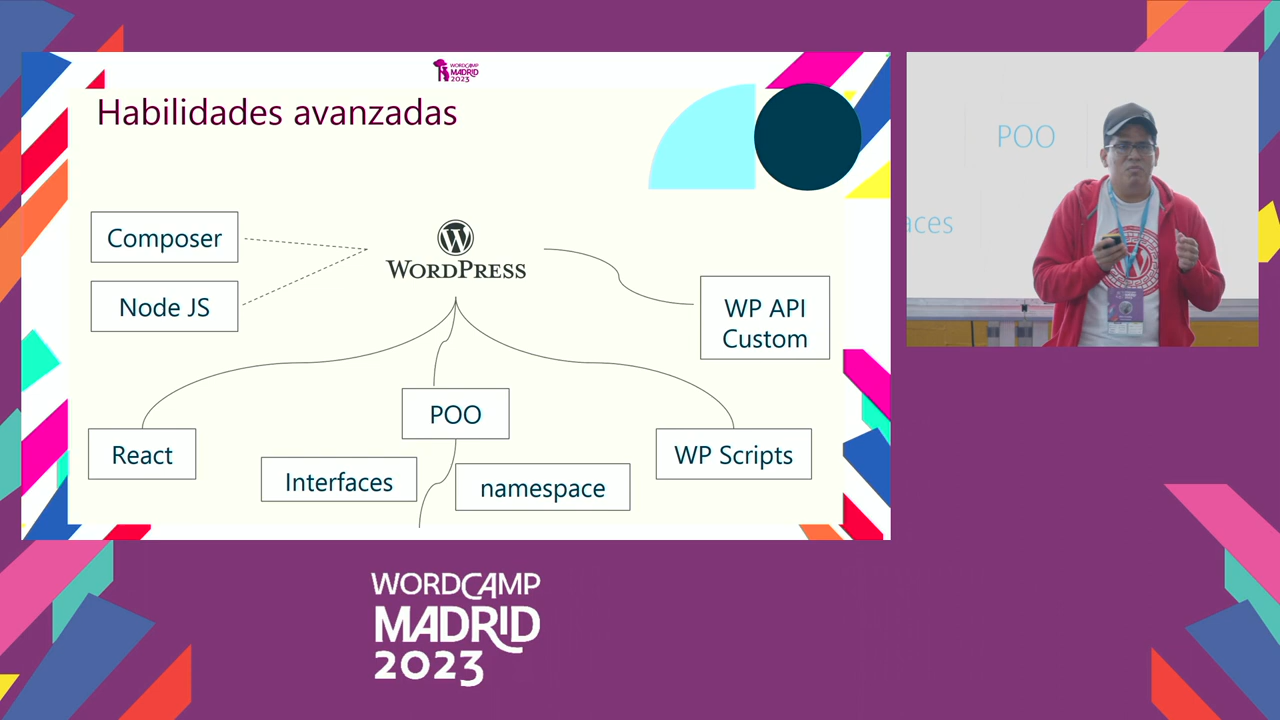 WORDCAMP
MADRID
2023
Habilidades avanzadas
Composer
Node JS
WORDPRESS
WP API
Custom
POO
React
Interfaces
namespace
WP Scripts
POO
aces
WORDCAMP
MADRID
2023